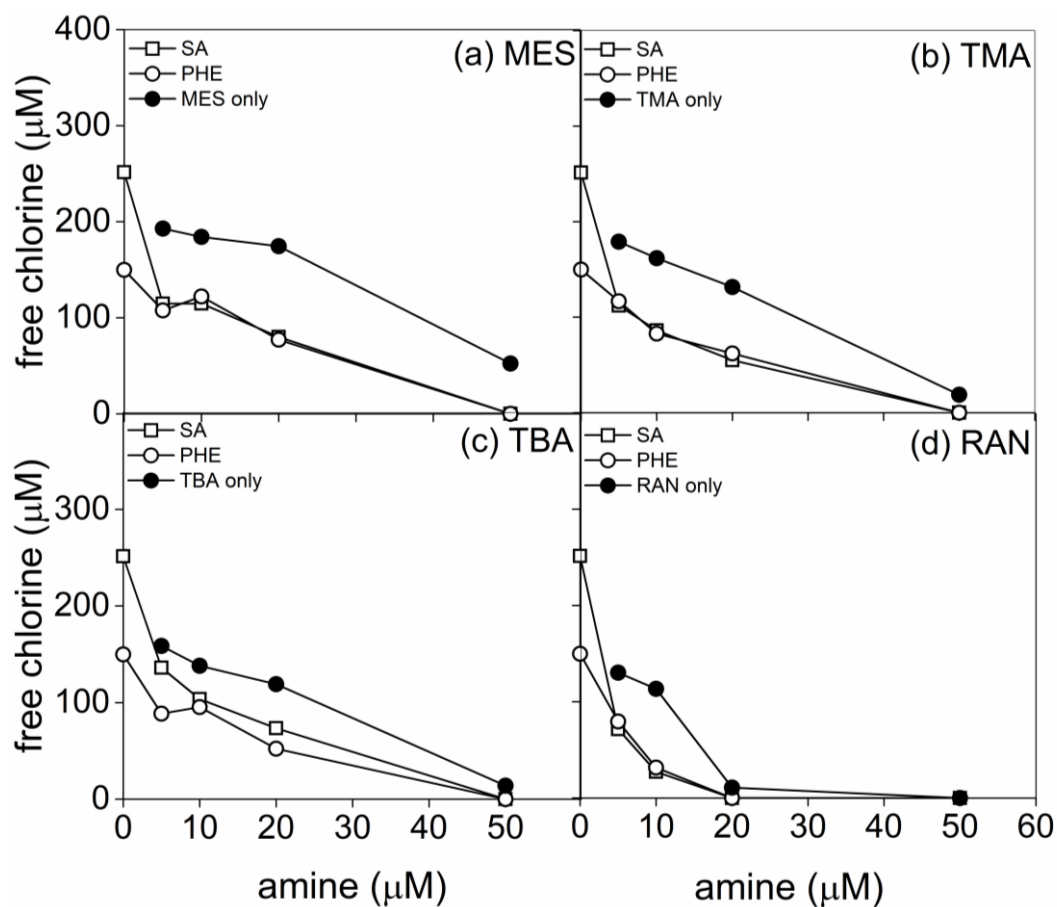 400
300
200
100
0
free chlorine (μM)
SA
PHE
MES only
(a) MES
SA
PHE
TMA only
(b) TMA
300
200
100
0
free chlorine (μM)
SA
PHE
TBA only
(c) TBA
SA
PHE
RAN only
(d) RAN
0 10 20 30 40 50
0 10 20 30 40 50 60
amine (μM)
amine (μM)